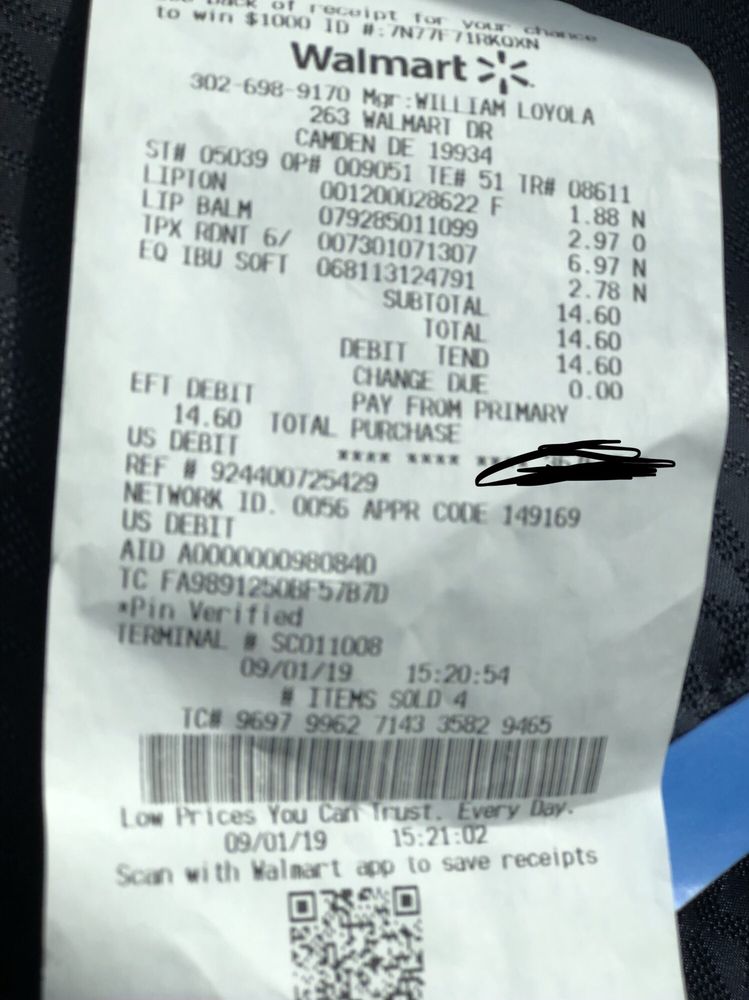 back of receipt for your chance
to win $1000 ID #:7N77F71RKQXN
Walmart
302-698-9170 Mgr:WILLIAM LOYOLA
263 WALMART DR
CAMDEN DE 19934
ST# 05039 OP# 009051 TE# 51 TR# 08611
LIPTON 001200028622 F 1.88 N
LIP BALM 079285011099 2.97 O
TPX RDNT 6/ 007301071307 6.97 N
EQ IBU SOFT 068113124791 2.78 N
SUBTOTAL 14.60
TOTAL 14.60
DEBIT TEND 14.60
CHANGE DUE 0.00
EFT DEBIT PAY FROM PRIMARY
14.60 TOTAL PURCHASE
US DEBIT **** **** ****
REF # 924400725429
NETWORK ID. 0056 APPR CODE 149169
US DEBIT
AID A0000000980840
TC FA9891250BF57B7D
*Pin Verified
TERMINAL # SC011008
09/01/19 15:20:54
# ITEMS SOLD 4
TC# 9697 9962 7143 3582 9465
Low Prices You Can Trust. Every Day.
09/01/19 15:21:02
Scan with Walmart app to save receipts